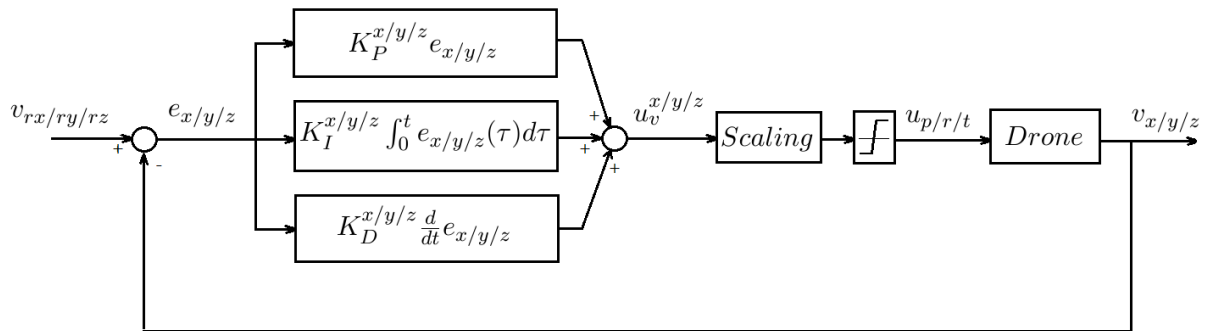 v_{rx/ry/rz}
+
-
e_{x/y/z}
K_P^{x/y/z} e_{x/y/z}
K_I^{x/y/z} ∫_0^t e_{x/y/z}(τ)dτ
K_D^{x/y/z} \frac{d}{dt} e_{x/y/z}
+
+
+
u_v^{x/y/z}
Scaling
u_{p/r/t}
Drone
v_{x/y/z}